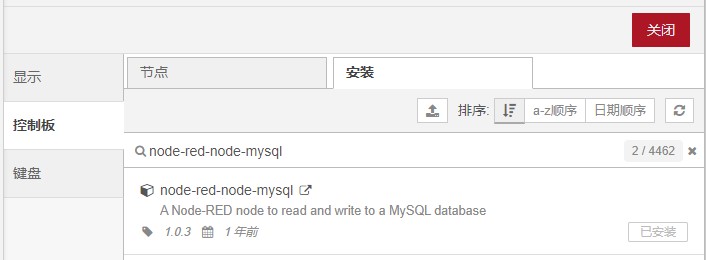 关闭
显示
节点
安装
控制板
排序:
a-z顺序
日期顺序
node-red-node-mysql
2 / 4462
键盘
node-red-node-mysql
A Node-RED node to read and write to a MySQL database
1.0.3
1 年前
已安装